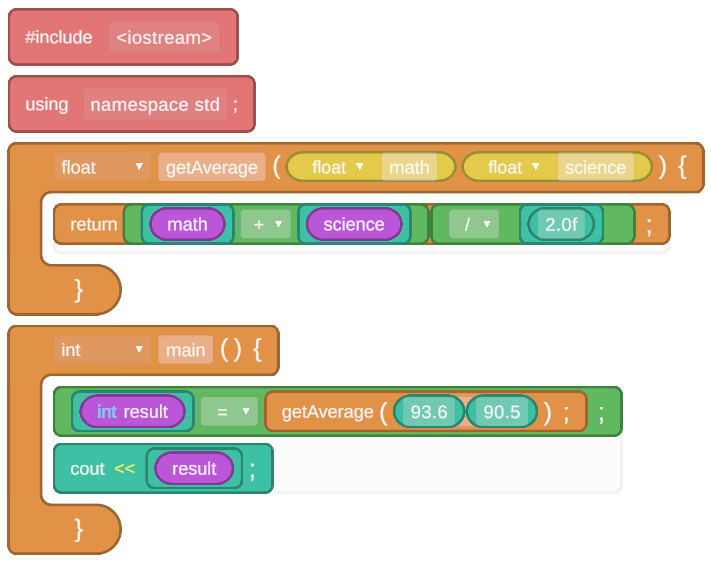 #include <iostream>
using namespace std ;
float getAverage ( float math float science ) {
return math + science / 2.0f ;
}
int main ( ) {
int result = getAverage ( 93.6 90.5 ) ; ;
cout << result ;
}